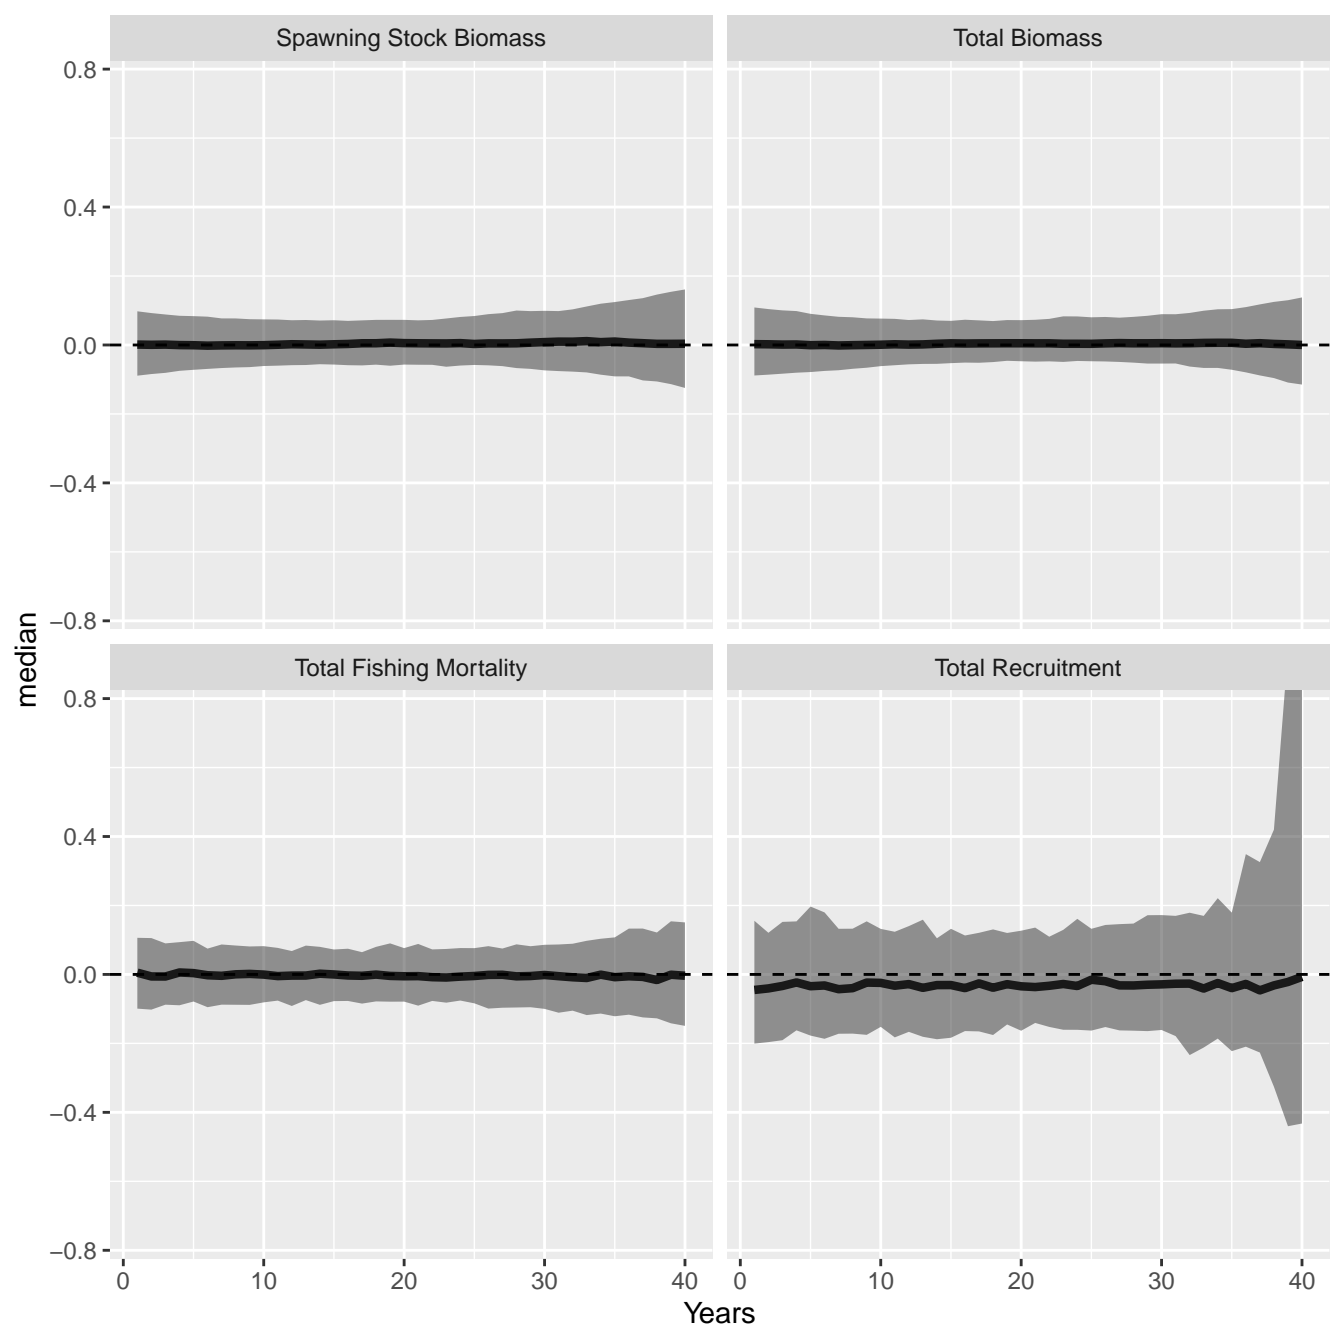 Spawning Stock Biomass
Total Biomass
0.8
0.4
0.0
−0.4
−0.8
Total Fishing Mortality
Total Recruitment
0.8
0.4
0.0
−0.4
−0.8
0 10 20 30 40
0 10 20 30 40
Years
median